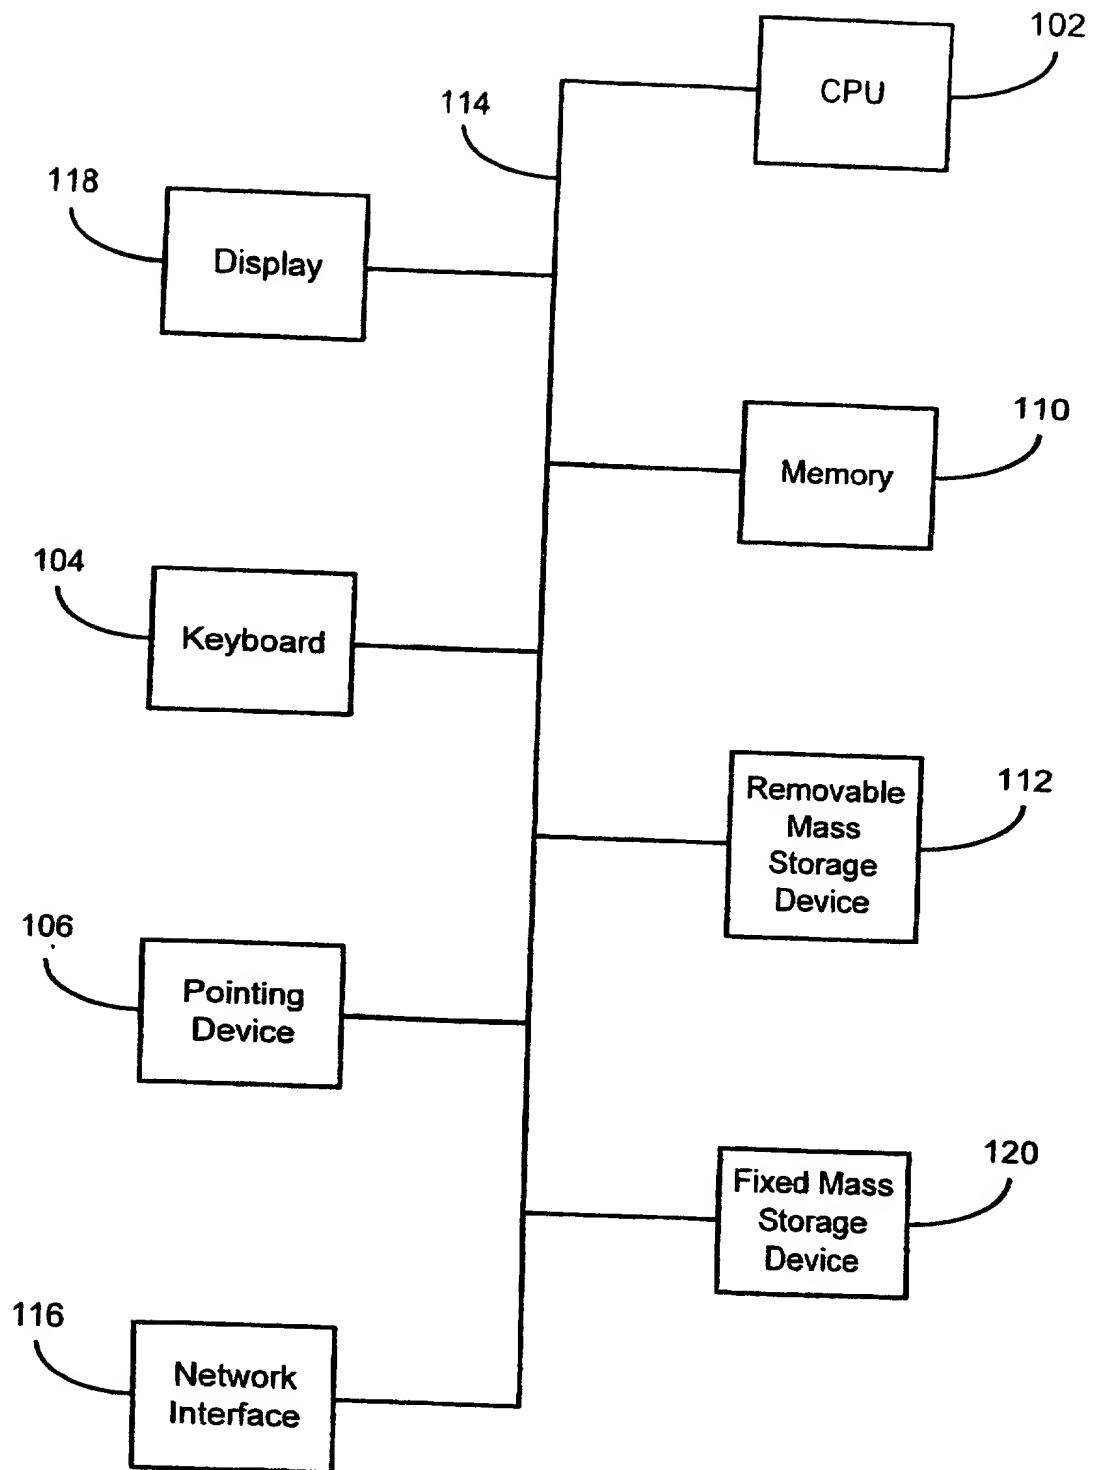 102
CPU
114
118
Display
110
Memory
104
Keyboard
112
Removable
Mass
Storage
Device
106
Pointing
Device
120
Fixed Mass
Storage
Device
116
Network
Interface